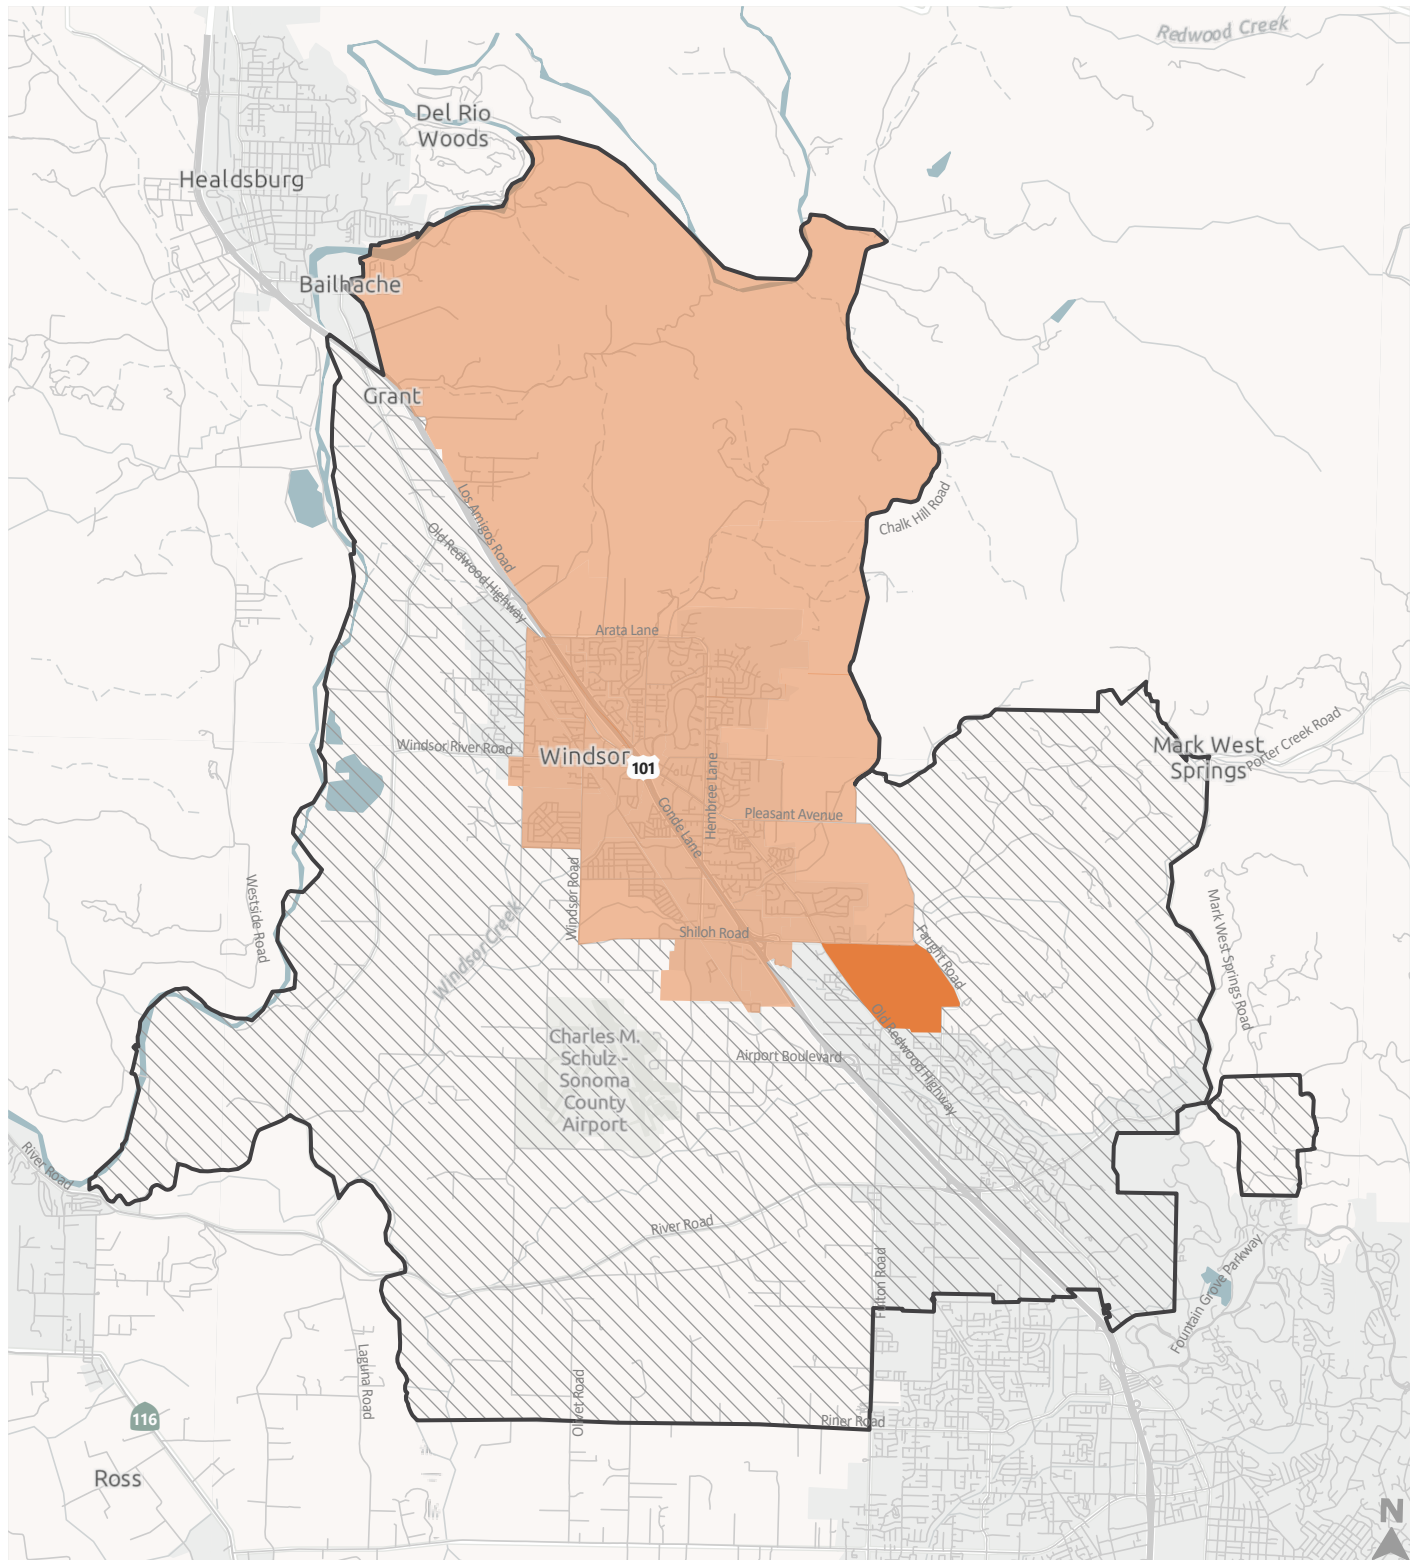 Redwood Creek
Del Rio
Woods
Healdsburg
Bailhache
Grant
Los Amigos Road
Old Redwood Highway
Chalk Hill Road
Arata Lane
Windsor River Road
Windsor
101
Hembree Lane
Conde Lane
Pleasant Avenue
Mark West
Springs
Porter Creek Road
Westside Road
Windsor Road
Windsor Creek
Shiloh Road
Faught Road
Mark West Springs Road
Old Redwood Highway
Charles M.
Schulz -
Sonoma
County
Airport
Airport Boulevard
River Road
River Road
Fulton Road
Fountain Grove Parkway
Laguna Road
Olivet Road
Piner Road
116
Ross
N